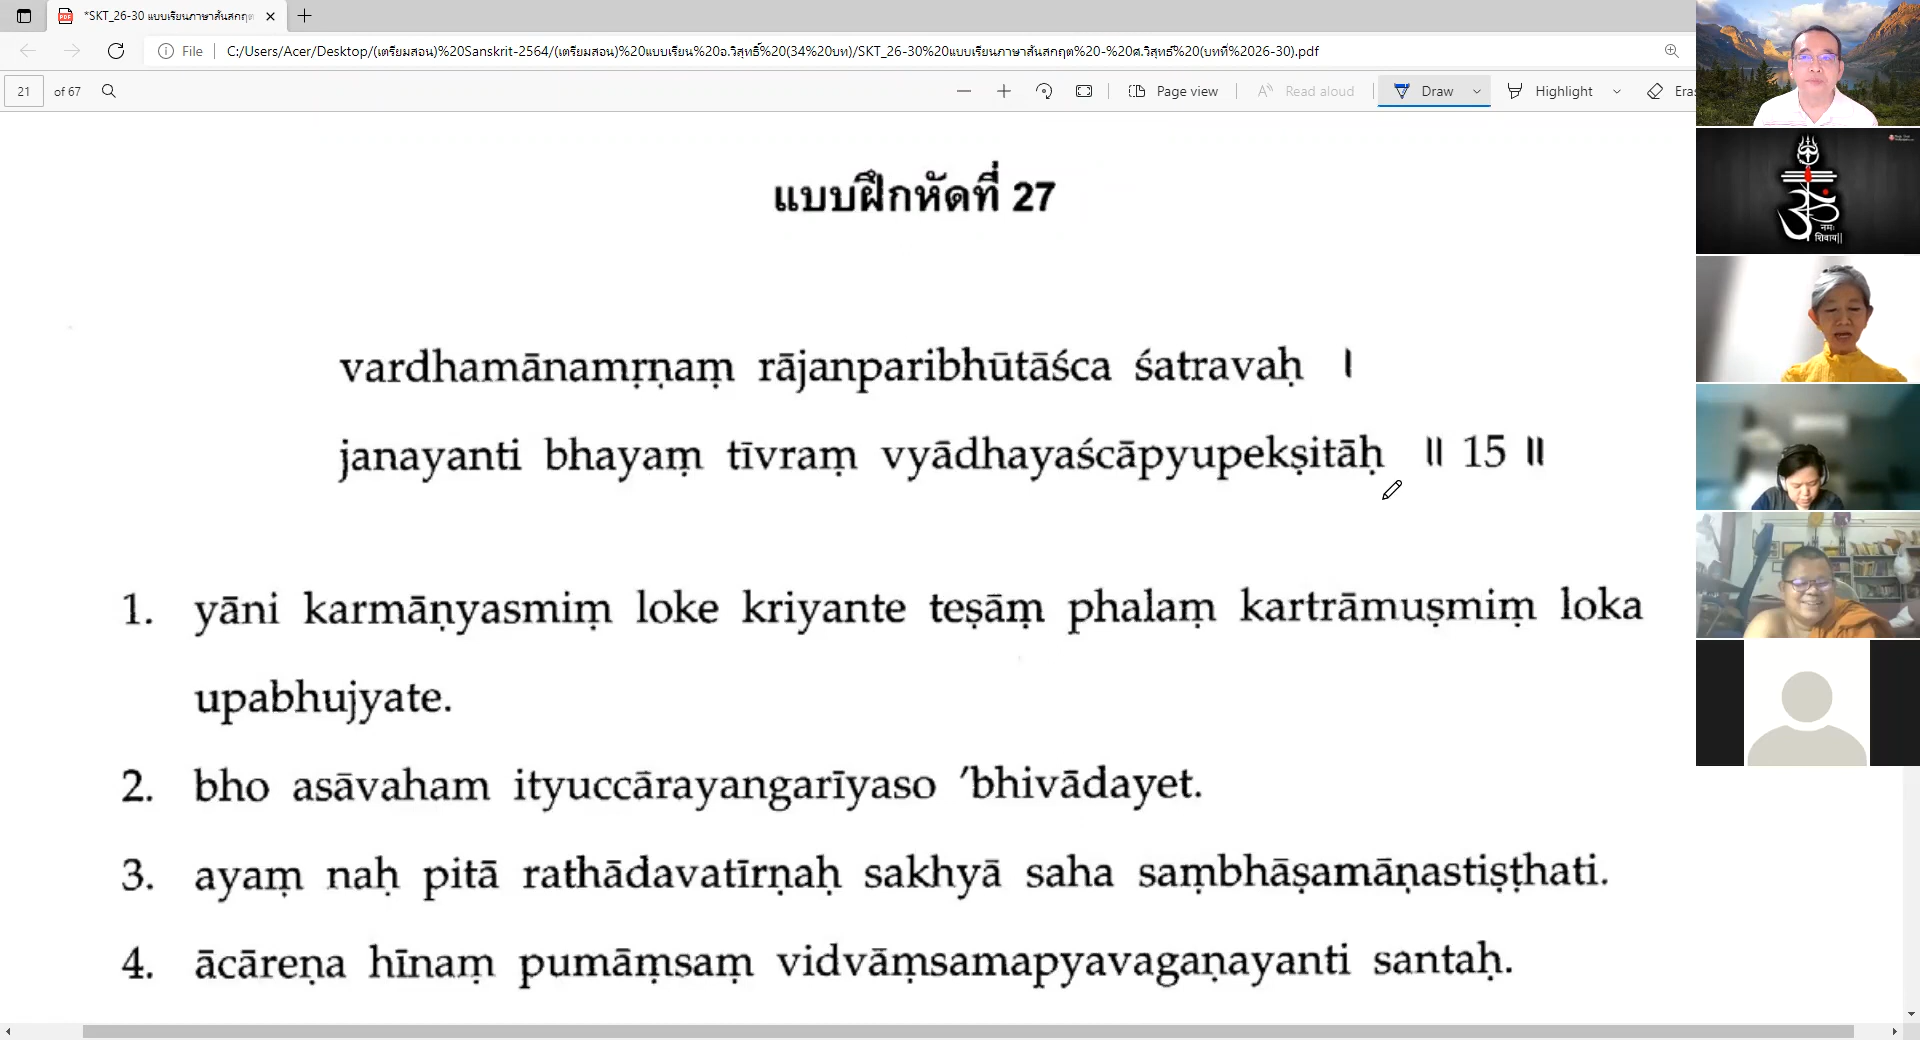 *SKT_26-30 แบบเรียนภาษาสันสกฤต
File C:/Users/Acer/Desktop/(เตรียมสอน)%20Sanskrit-2564/(เตรียมสอน)%20แบบเรียน%20อ.วิสุทธิ์%20(34%20บท)/SKT_26-30%20แบบเรียนภาษาสันสกฤต%20-%20ศ.วิสุทธ์%20(บทที่%2026-30).pdf
21 of 67 Page view Read aloud Draw Highlight Eras
แบบฝึกหัดที่ 27
vardhamānamṛṇaṃ rājanparibhūtāśca śatravaḥ ।
janayanti bhayaṃ tīvraṃ vyādhayaścāpyupekṣitāḥ ॥ 15 ॥
1. yāni karmāṇyasmiṃ loke kriyante teṣāṃ phalaṃ kartrāmuṣmiṃ loka
upabhujyate.
2. bho asāvaham ityuccārayangarīyaso ’bhivādayet.
3. ayaṃ naḥ pitā rathādavatīrṇaḥ sakhyā saha saṃbhāṣamāṇastiṣṭhati.
4. ācāreṇa hīnaṃ pumāṃsaṃ vidvāṃsamapyavagaṇayanti santaḥ.
नमः
शिवाय||